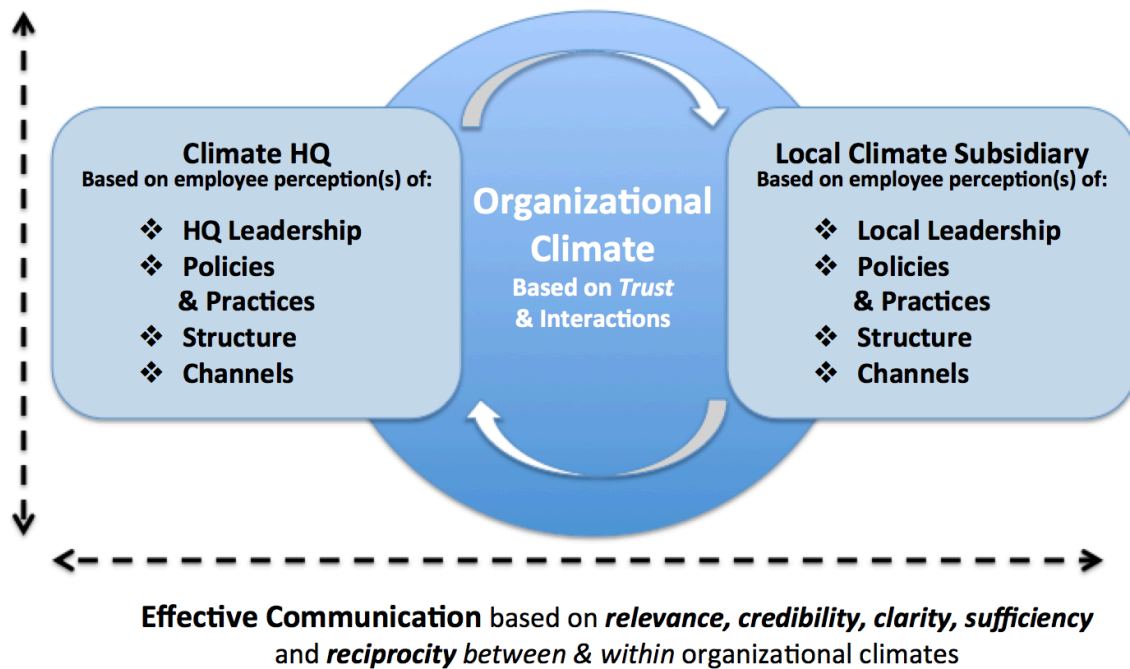 Climate HQ
Based on employee perception(s) of:
❖ HQ Leadership
❖ Policies
& Practices
❖ Structure
❖ Channels
Organizational
Climate
Based on Trust
& Interactions
Local Climate Subsidiary
Based on employee perception(s) of:
❖ Local Leadership
❖ Policies
& Practices
❖ Structure
❖ Channels
Effective Communication based on relevance, credibility, clarity, sufficiency
and reciprocity between & within organizational climates